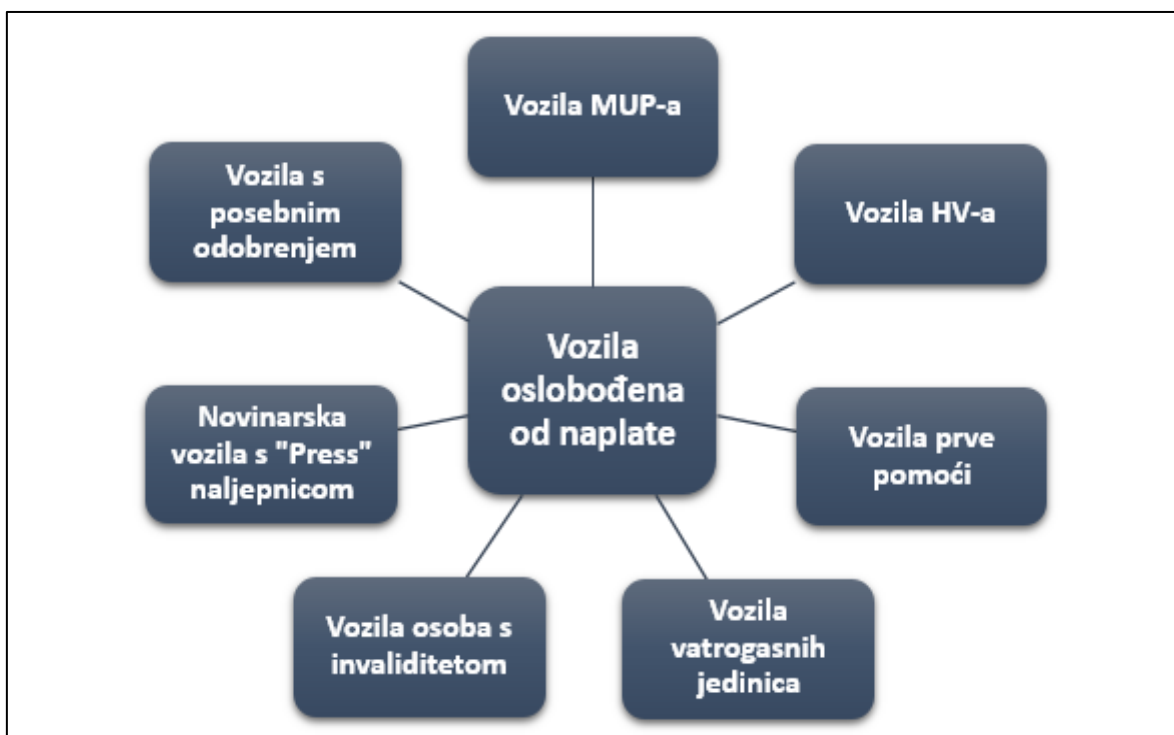 Vozila MUP-a
Vozila s
posebnim
odobrenjem
Vozila HV-a
Vozila
oslobođena
od naplate
Novinarska
vozila s "Press"
naljepnicom
Vozila prve
pomoći
Vozila osoba s
invaliditetom
Vozila
vatrogasnih
jedinica